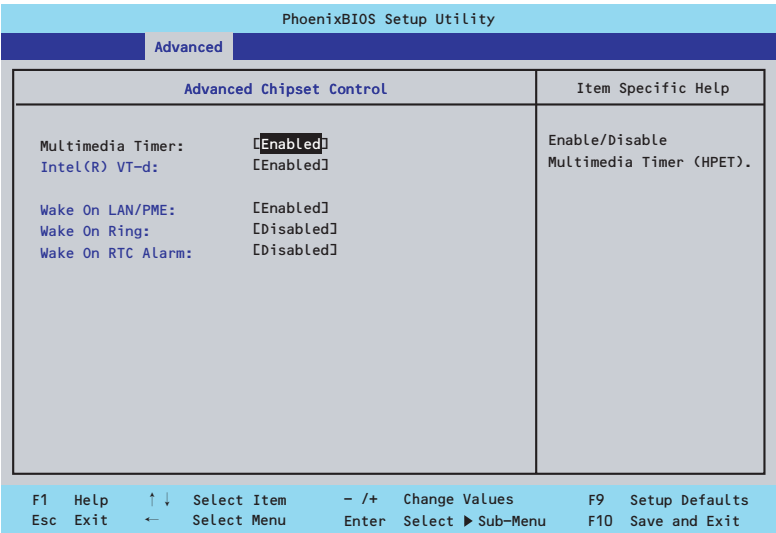 PhoenixBIOS Setup Utility
Advanced
Advanced Chipset Control
Item Specific Help
Multimedia Timer: [Enabled]
Intel(R) VT-d: [Enabled]
Wake On LAN/PME: [Enabled]
Wake On Ring: [Disabled]
Wake On RTC Alarm: [Disabled]
Enable/Disable
Multimedia Timer (HPET).
F1 Help ↑↓ Select Item - /+ Change Values F9 Setup Defaults
Esc Exit ← Select Menu Enter Select ▶ Sub-Menu F10 Save and Exit